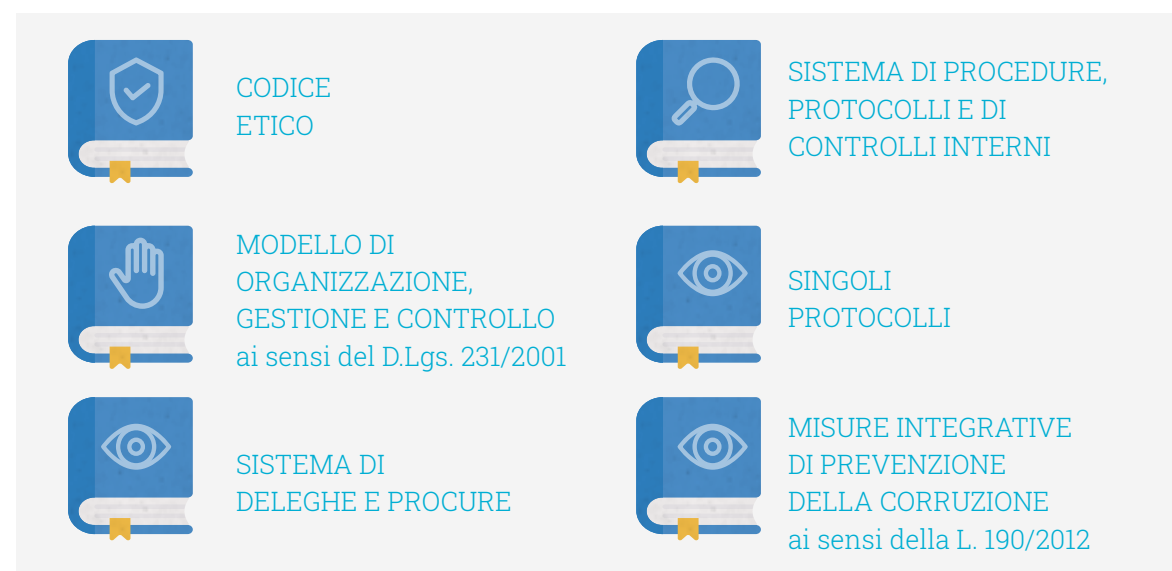 CODICE
ETICO
MODELLO DI
ORGANIZZAZIONE,
GESTIONE E CONTROLLO
ai sensi del D.Lgs. 231/2001
SISTEMA DI
DELEGHE E PROCURE
SISTEMA DI PROCEDURE,
PROTOCOLLI E DI
CONTROLLI INTERNI
SINGOLI
PROTOCOLLI
MISURE INTEGRATIVE
DI PREVENZIONE
DELLA CORRUZIONE
ai sensi della L. 190/2012